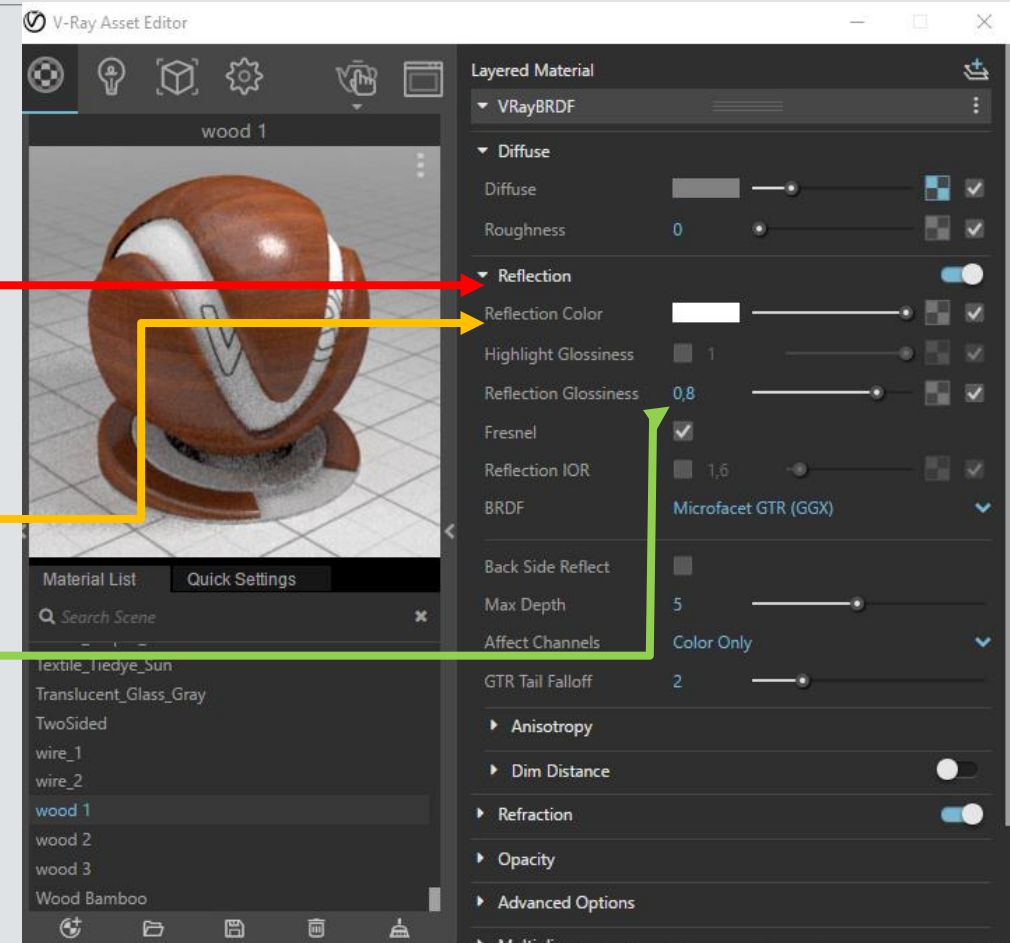 V-Ray Asset Editor
wood 1
Material List Quick Settings
Search Scene
Textile_Tiedye_Sun
Translucent_Glass_Gray
TwoSided
wire_1
wire_2
wood 1
wood 2
wood 3
Wood Bamboo
Layered Material
VRayBRDF
Diffuse
Diffuse
Roughness 0
Reflection
Reflection Color
Highlight Glossiness 1
Reflection Glossiness 0,8
Fresnel
Reflection IOR 1,6
BRDF Microfacet GTR (GGX)
Back Side Reflect
Max Depth 5
Affect Channels Color Only
GTR Tail Falloff 2
Anisotropy
Dim Distance
Refraction
Opacity
Advanced Options